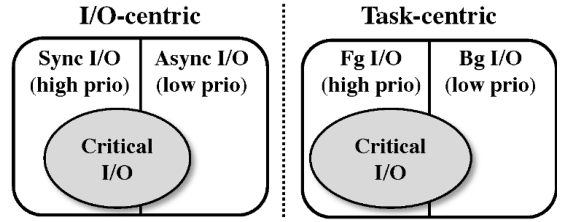 I/O-centric
Sync I/O
(high prio)
Async I/O
(low prio)
Critical
I/O
Task-centric
Fg I/O
(high prio)
Bg I/O
(low prio)
Critical
I/O